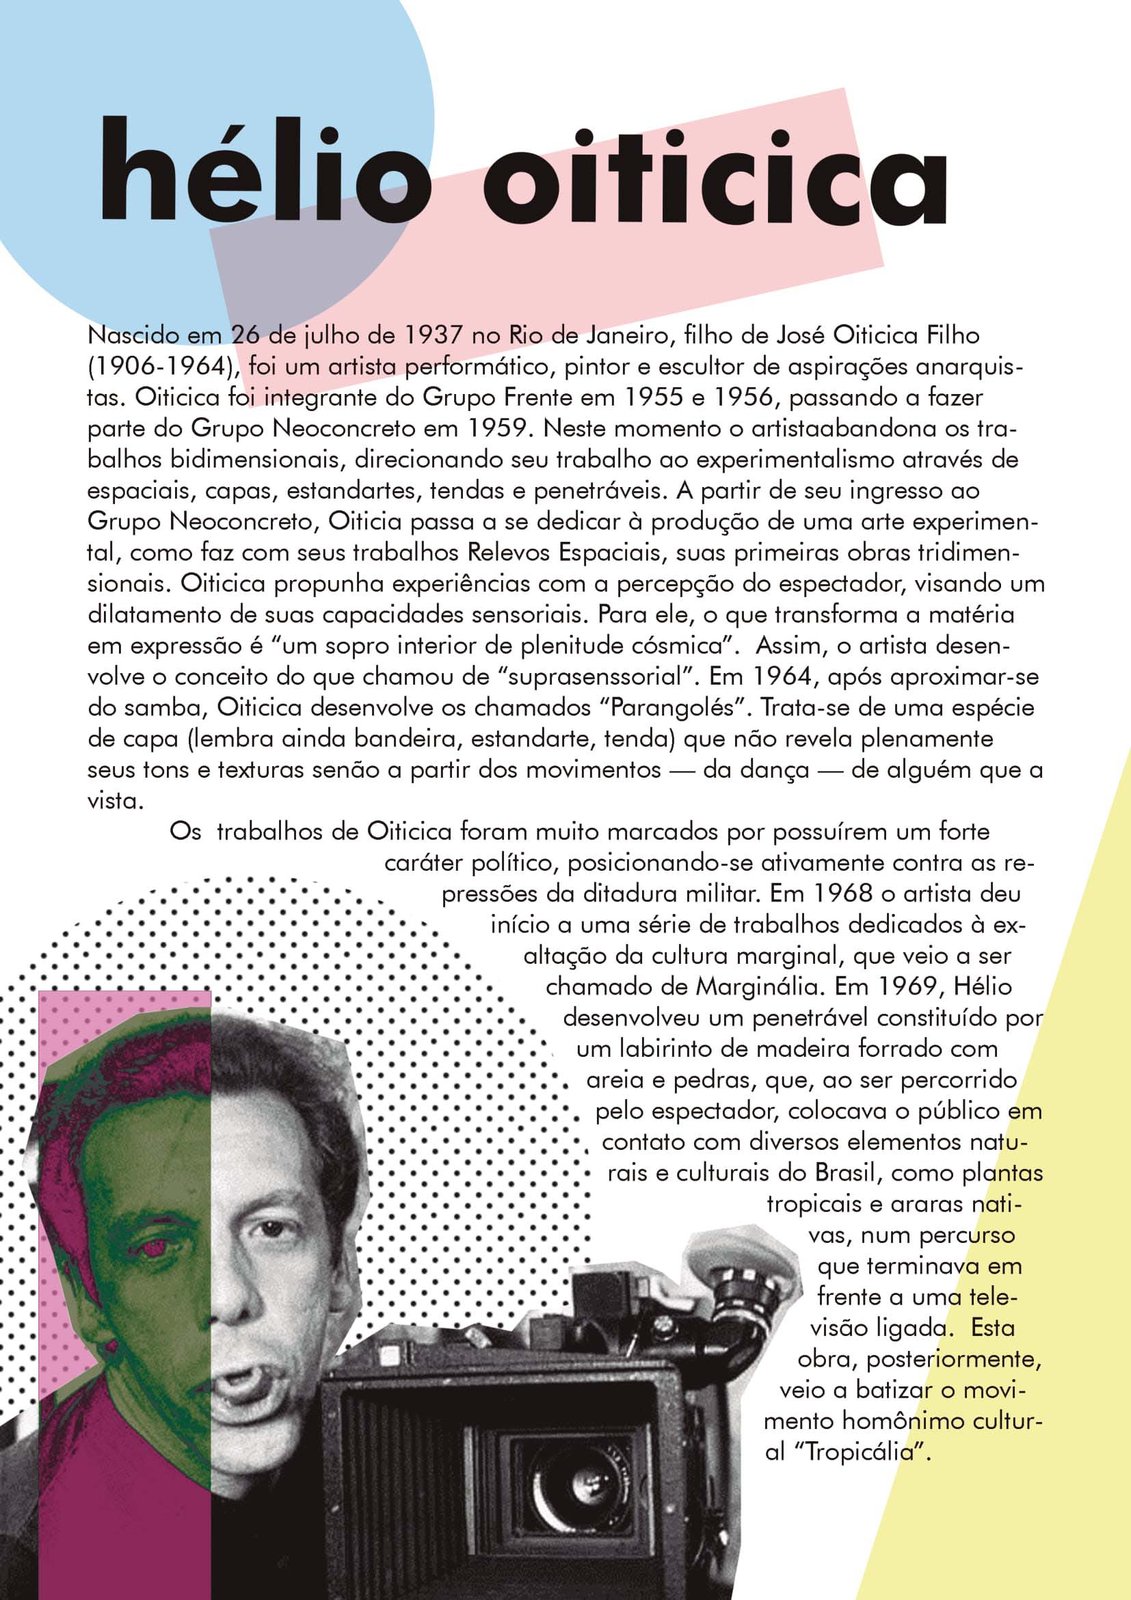 hélio oiticica
Nascido em 26 de julho de 1937 no Rio de Janeiro, filho de José Oiticica Filho
(1906-1964), foi um artista performático, pintor e escultor de aspirações anarquis-
tas. Oiticica foi integrante do Grupo Frente em 1955 e 1956, passando a fazer
parte do Grupo Neoconcreto em 1959. Neste momento o artistaabandona os tra-
balhos bidimensionais, direcionando seu trabalho ao experimentalismo através de
espaciais, capas, estandartes, tendas e penetráveis. A partir de seu ingresso ao
Grupo Neoconcreto, Oiticia passa a se dedicar à produção de uma arte experimen-
tal, como faz com seus trabalhos Relevos Espaciais, suas primeiras obras tridimen-
sionais. Oiticica propunha experiências com a percepção do espectador, visando um
dilatamento de suas capacidades sensoriais. Para ele, o que transforma a matéria
em expressão é “um sopro interior de plenitude cósmica”.  Assim, o artista desen-
volve o conceito do que chamou de “suprasenssorial”. Em 1964, após aproximar-se
do samba, Oiticica desenvolve os chamados “Parangolés”. Trata-se de uma espécie
de capa (lembra ainda bandeira, estandarte, tenda) que não revela plenamente
seus tons e texturas senão a partir dos movimentos — da dança — de alguém que a
vista.
Os  trabalhos de Oiticica foram muito marcados por possuírem um forte
caráter político, posicionando-se ativamente contra as re-
pressões da ditadura militar. Em 1968 o artista deu
início a uma série de trabalhos dedicados à ex-
altação da cultura marginal, que veio a ser
chamado de Marginália. Em 1969, Hélio
desenvolveu um penetrável constituído por
um labirinto de madeira forrado com
areia e pedras, que, ao ser percorrido
pelo espectador, colocava o público em
contato com diversos elementos natu-
rais e culturais do Brasil, como plantas
tropicais e araras nati-
vas, num percurso
que terminava em
frente a uma tele-
visão ligada.  Esta
obra, posteriormente,
veio a batizar o movi-
mento homônimo cultur-
al “Tropicália”.